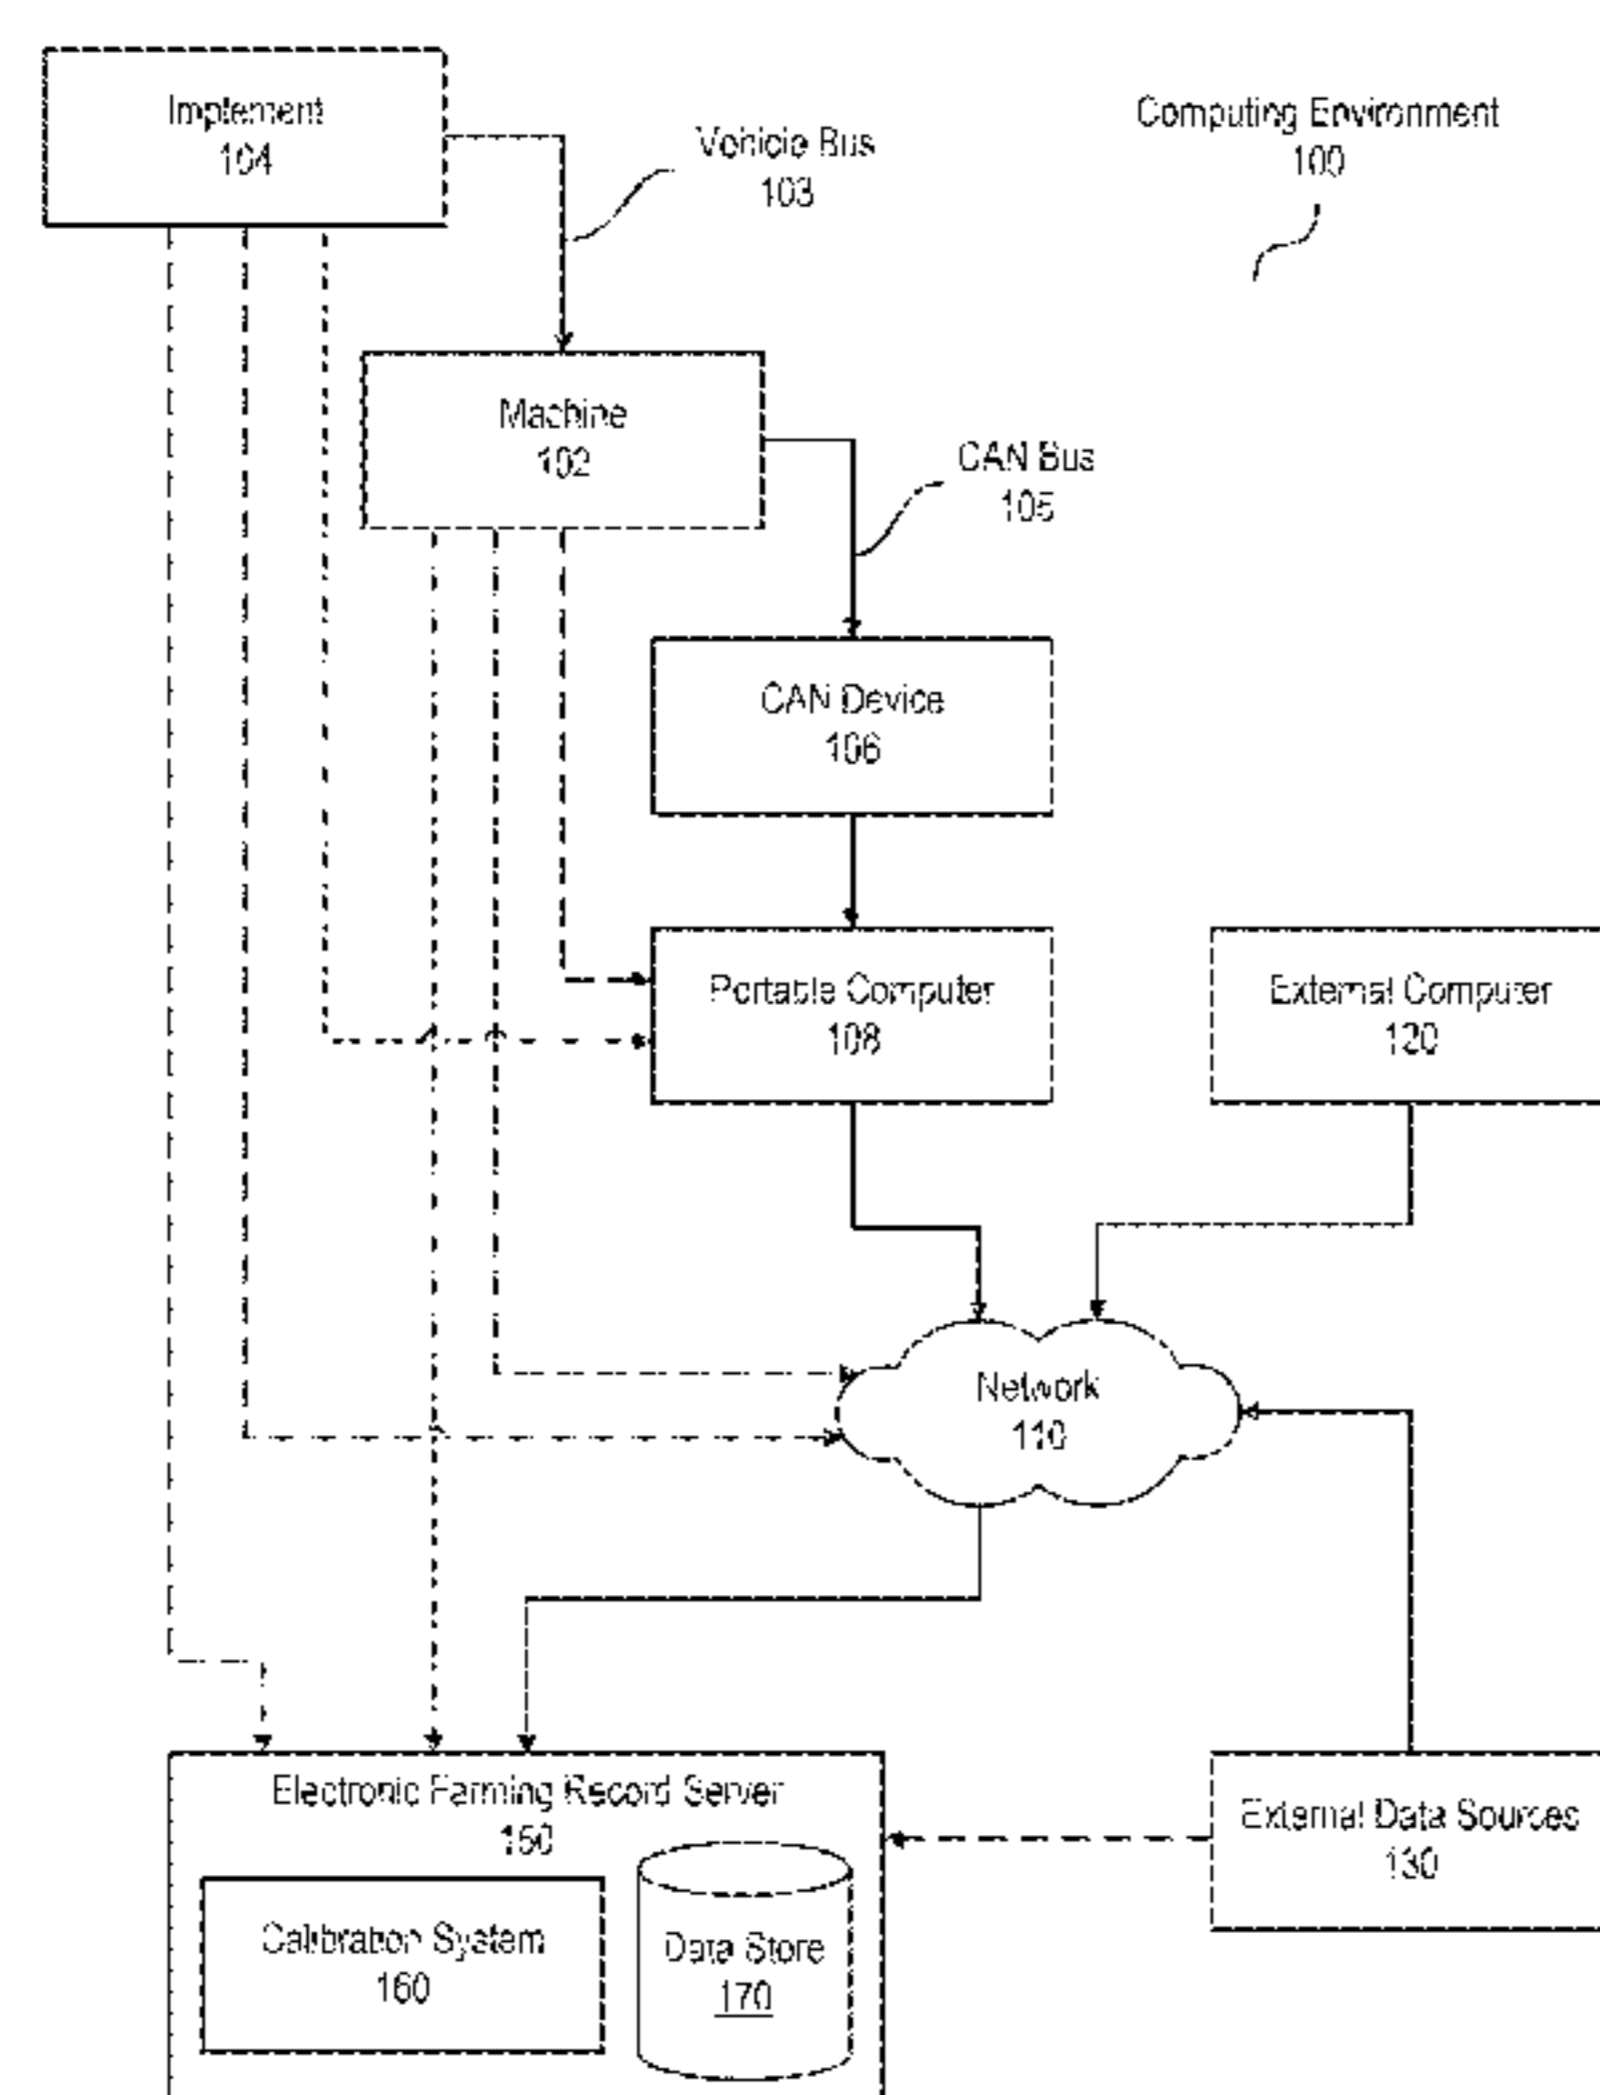 Implement
104
Vehicle Bus
103
Computing Environment
100
Machine
102
CAN Bus
105
CAN Device
106
Portable Computer
108
External Computer
120
Network
110
Electronic Farming Record Server
150
External Data Sources
130
Calibration System
160
Data Store
170